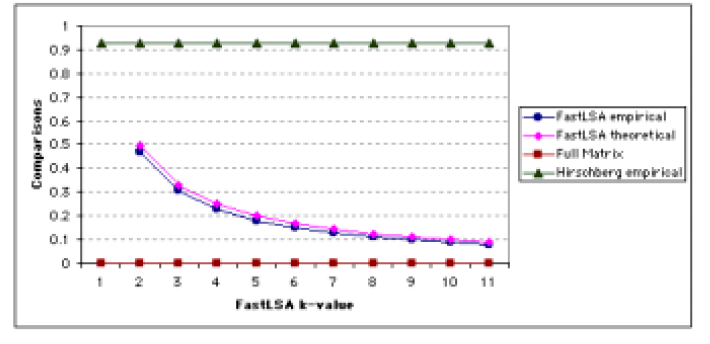 1
0.9
0.8
0.7
0.6
0.5
0.4
0.3
0.2
0.1
0
Comparisons
1 2 3 4 5 6 7 8 9 10 11
FastLSA k-value
FastLSA empirical
FastLSA theoretical
Full Matrix
Hirschberg empirical